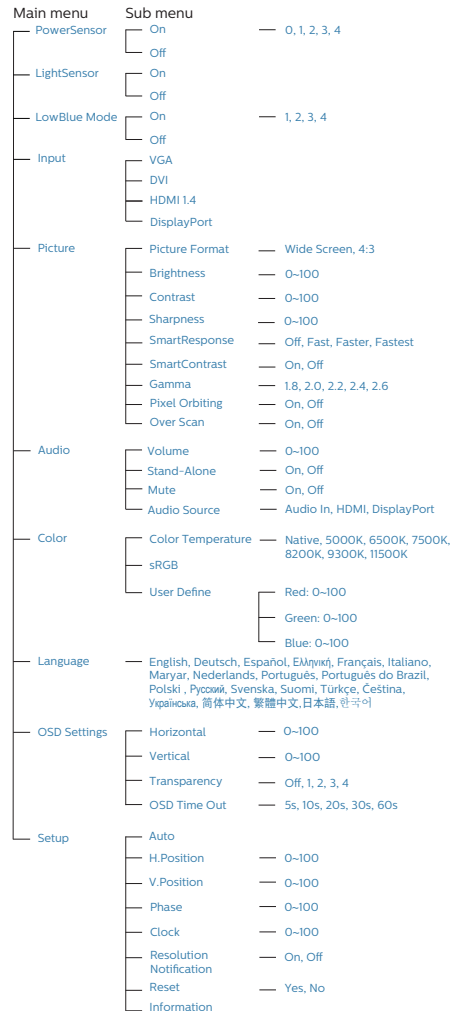 Main menu Sub menu
PowerSensor On 0, 1, 2, 3, 4
Off
LightSensor On
Off
LowBlue Mode On 1, 2, 3, 4
Off
Input VGA
DVI
HDMI 1.4
DisplayPort
Picture Picture Format Wide Screen, 4:3
Brightness 0~100
Contrast 0~100
Sharpness 0~100
SmartResponse Off, Fast, Faster, Fastest
SmartContrast On, Off
Gamma 1.8, 2.0, 2.2, 2.4, 2.6
Pixel Orbiting On, Off
Over Scan On, Off
Audio Volume 0~100
Stand-Alone On, Off
Mute On, Off
Audio Source Audio In, HDMI, DisplayPort
Color Color Temperature Native, 5000K, 6500K, 7500K,
8200K, 9300K, 11500K
sRGB
User Define Red: 0~100
Green: 0~100
Blue: 0~100
Language English, Deutsch, Español, Ελληνική, Français, Italiano,
Maryar, Nederlands, Português, Português do Brazil,
Polski , Русский, Svenska, Suomi, Türkçe, Čeština,
Українська, 简体中文, 繁體中文,日本語,한국어
OSD Settings Horizontal 0~100
Vertical 0~100
Transparency Off, 1, 2, 3, 4
OSD Time Out 5s, 10s, 20s, 30s, 60s
Setup Auto
H.Position 0~100
V.Position 0~100
Phase 0~100
Clock 0~100
Resolution On, Off
Notification
Reset Yes, No
Information